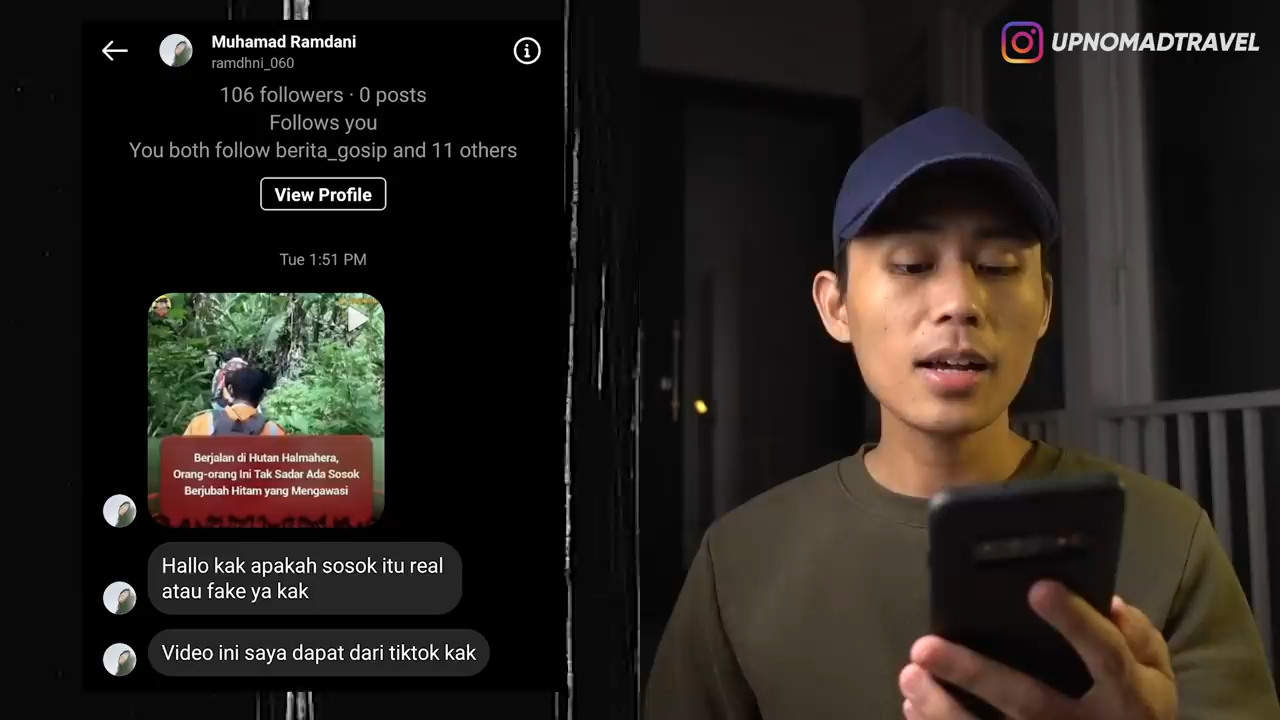 Muhamad Ramdani
ramdhni_060
106 followers · 0 posts
Follows you
You both follow berita_gosip and 11 others
View Profile
Tue 1:51 PM
Berjalan di Hutan Halmahera,
Orang-orang Ini Tak Sadar Ada Sosok
Berjubah Hitam yang Mengawasi
Hallo kak apakah sosok itu real
atau fake ya kak
Video ini saya dapat dari tiktok kak
UPNOMADTRAVEL